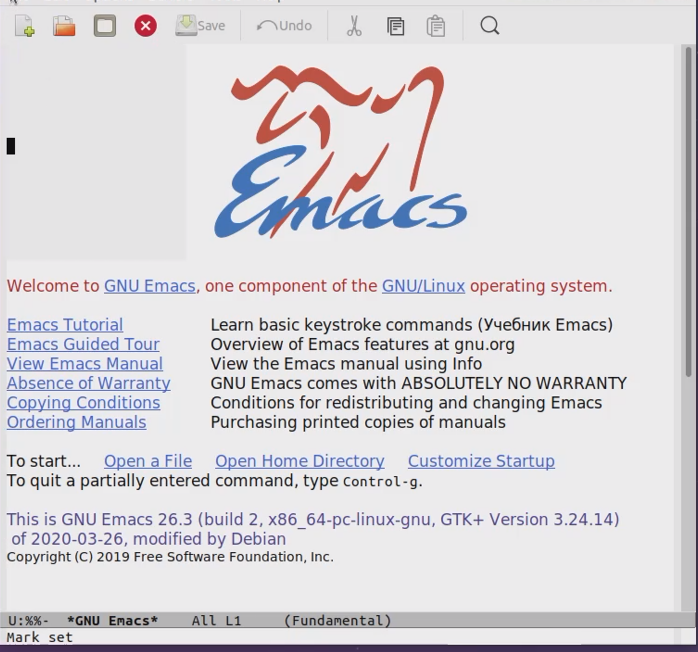 Save Undo
Emacs
Welcome to GNU Emacs, one component of the GNU/Linux operating system.
Emacs Tutorial Learn basic keystroke commands (Учебник Emacs)
Emacs Guided Tour Overview of Emacs features at gnu.org
View Emacs Manual View the Emacs manual using Info
Absence of Warranty GNU Emacs comes with ABSOLUTELY NO WARRANTY
Copying Conditions Conditions for redistributing and changing Emacs
Ordering Manuals Purchasing printed copies of manuals
To start... Open a File Open Home Directory Customize Startup
To quit a partially entered command, type Control-g.
This is GNU Emacs 26.3 (build 2, x86_64-pc-linux-gnu, GTK+ Version 3.24.14)
of 2020-03-26, modified by Debian
Copyright (C) 2019 Free Software Foundation, Inc.
U:%%- *GNU Emacs* All L1 (Fundamental)
Mark set